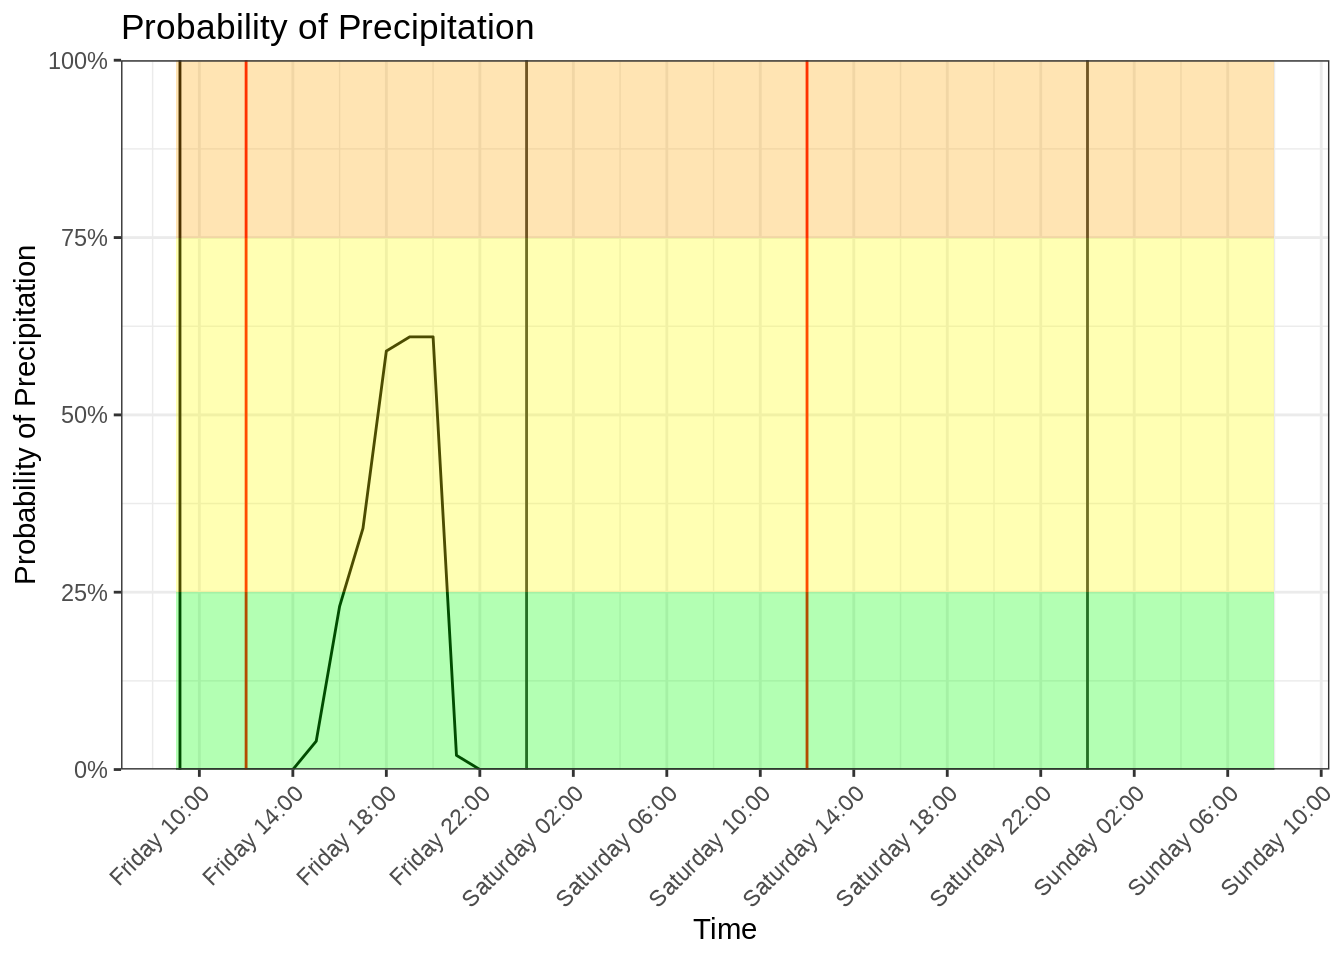 Probability of Precipitation
Probability of Precipitation
100%
75%
50%
25%
0%
Friday 10:00
Friday 14:00
Friday 18:00
Friday 22:00
Saturday 02:00
Saturday 06:00
Saturday 10:00
Saturday 14:00
Saturday 18:00
Saturday 22:00
Sunday 02:00
Sunday 06:00
Sunday 10:00
Time